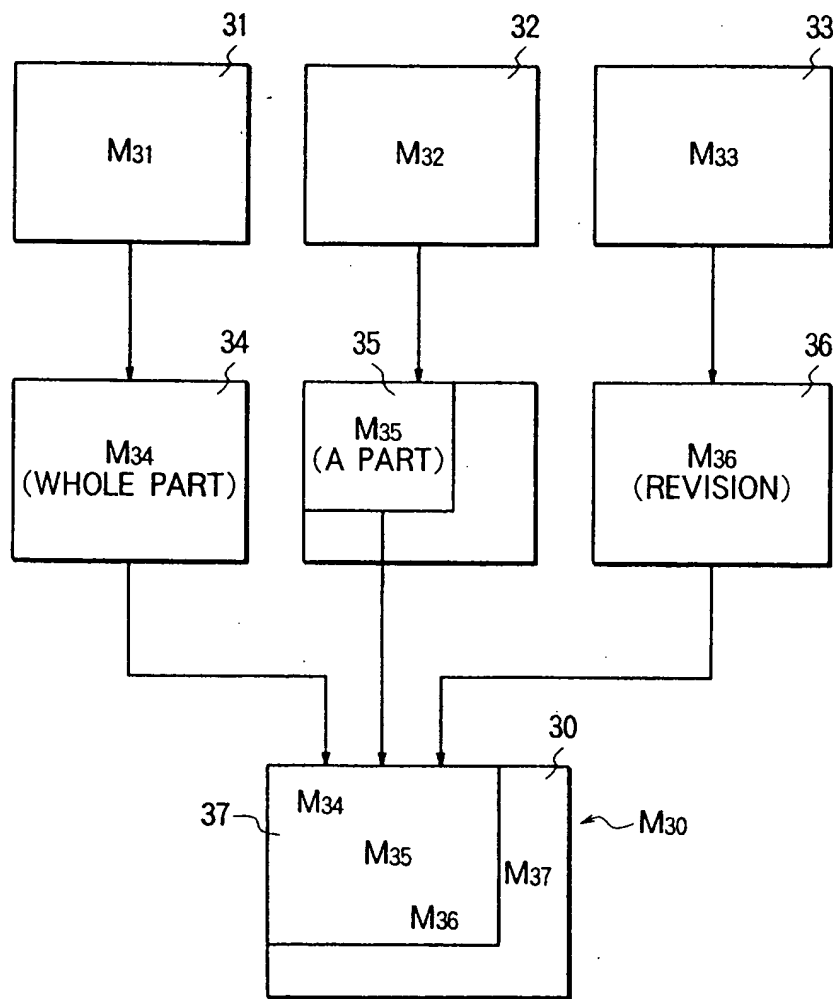 31
32
33
M31
M32
M33
34
35
36
M34
(WHOLE PART)
M35
(A PART)
M36
(REVISION)
30
37
M34
M35
M36
M37
M30